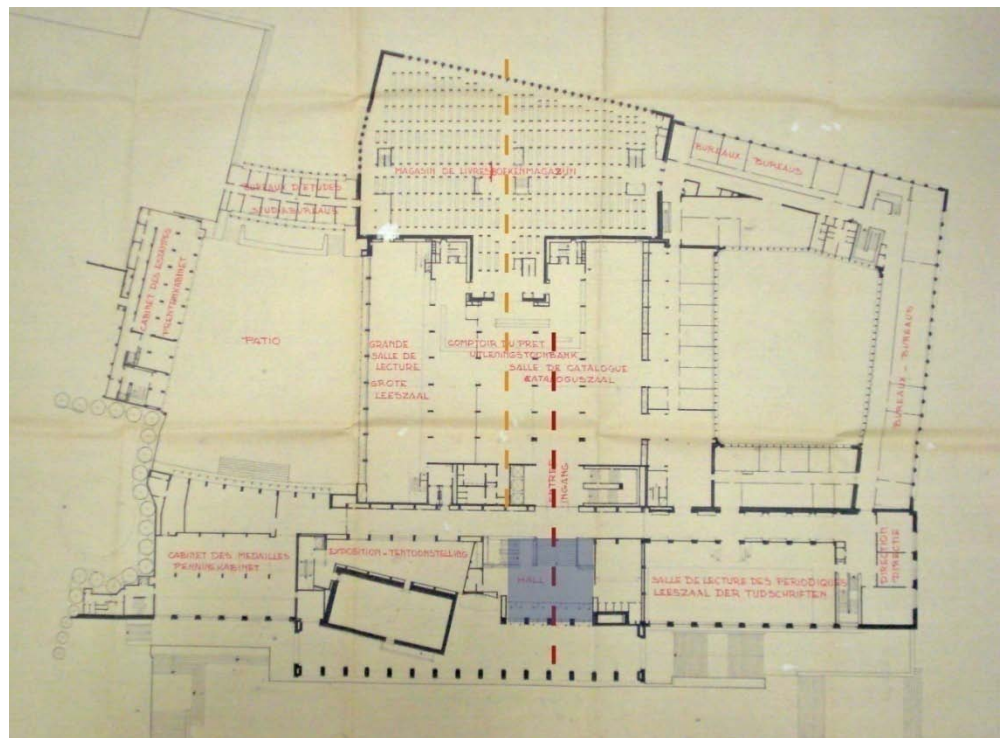 MAGASIN DE LIVRES BOEKENMAGAZIJN
BUREAUX BUREAUS
BUREAUX D'ETUDES
STUDIEBUREAUS
CABINET DES ESTAMPES
PRENTENKABINET
PATIO
GRANDE
SALLE DE
LECTURE
GROTE
LEESZAAL
COMPTOIR DU PRET
UITLENINGSTOONBANK
SALLE DE CATALOGUE
CATALOGUSZAAL
BUREAUX - BUREAUS
ENTREE
INGANG
CABINET DES MEDAILLES
PENNINGKABINET
EXPOSITION - TENTOONSTELLING
HALL
SALLE DE LECTURE DES PERIODIQUES
LEESZAAL DER TIJDSCHRIFTEN
DIRECTION
DIRECTIE